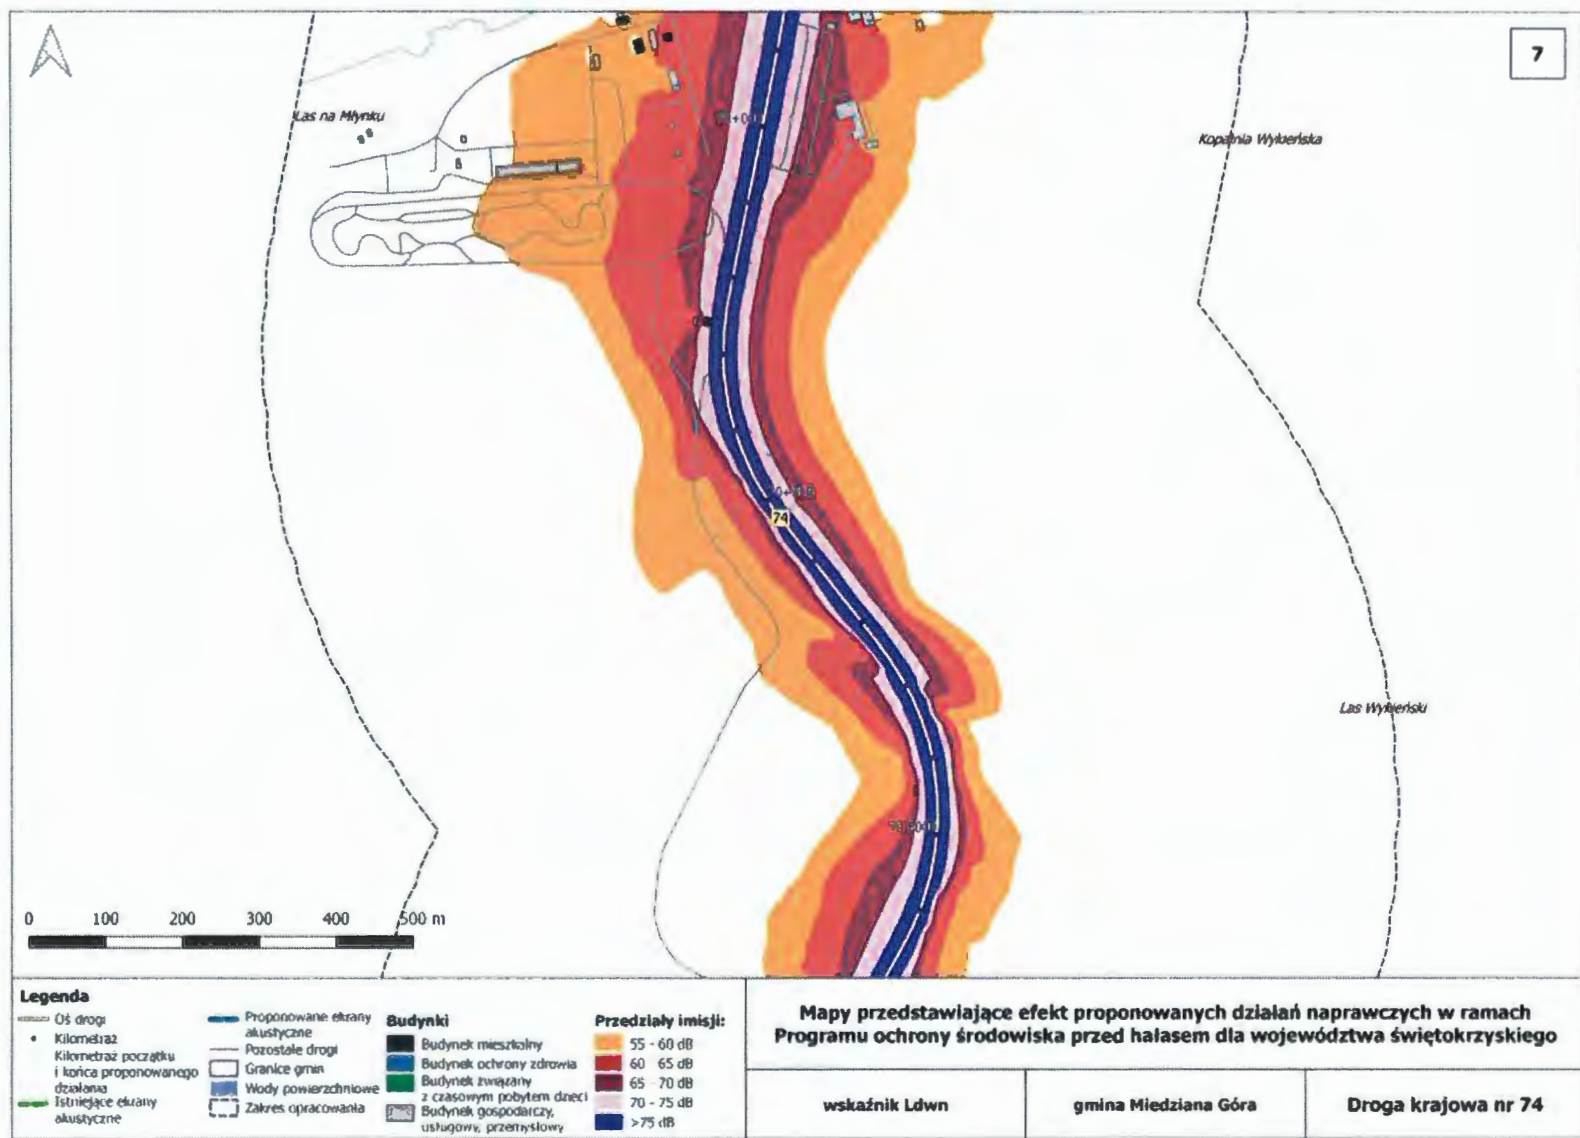 7
Las na Młynku
Kopalnia Wykieńska
74
Las Wykieński
0 100 200 300 400 500 m
Legenda
Oś drogi
Kilometraż
Kilometraż początku
i końca proponowanego
działania
Istniejące ekrany
akustyczne
Proponowane ekrany
akustyczne
Pozostałe drogi
Granice gmin
Wody powierzchniowe
Zakres opracowania
Budynki
Budynek mieszkalny
Budynek ochrony zdrowia
Budynek związany
z czasowym pobytem dzieci
Budynek gospodarczy,
usługowy, przemysłowy
Przedziały imisji:
55 - 60 dB
60 - 65 dB
65 - 70 dB
70 - 75 dB
>75 dB
Mapy przedstawiające efekt proponowanych działań naprawczych w ramach
Programu ochrony środowiska przed hałasem dla województwa świętokrzyskiego
wskaźnik Ldwn
gmina Miedziana Góra
Droga krajowa nr 74